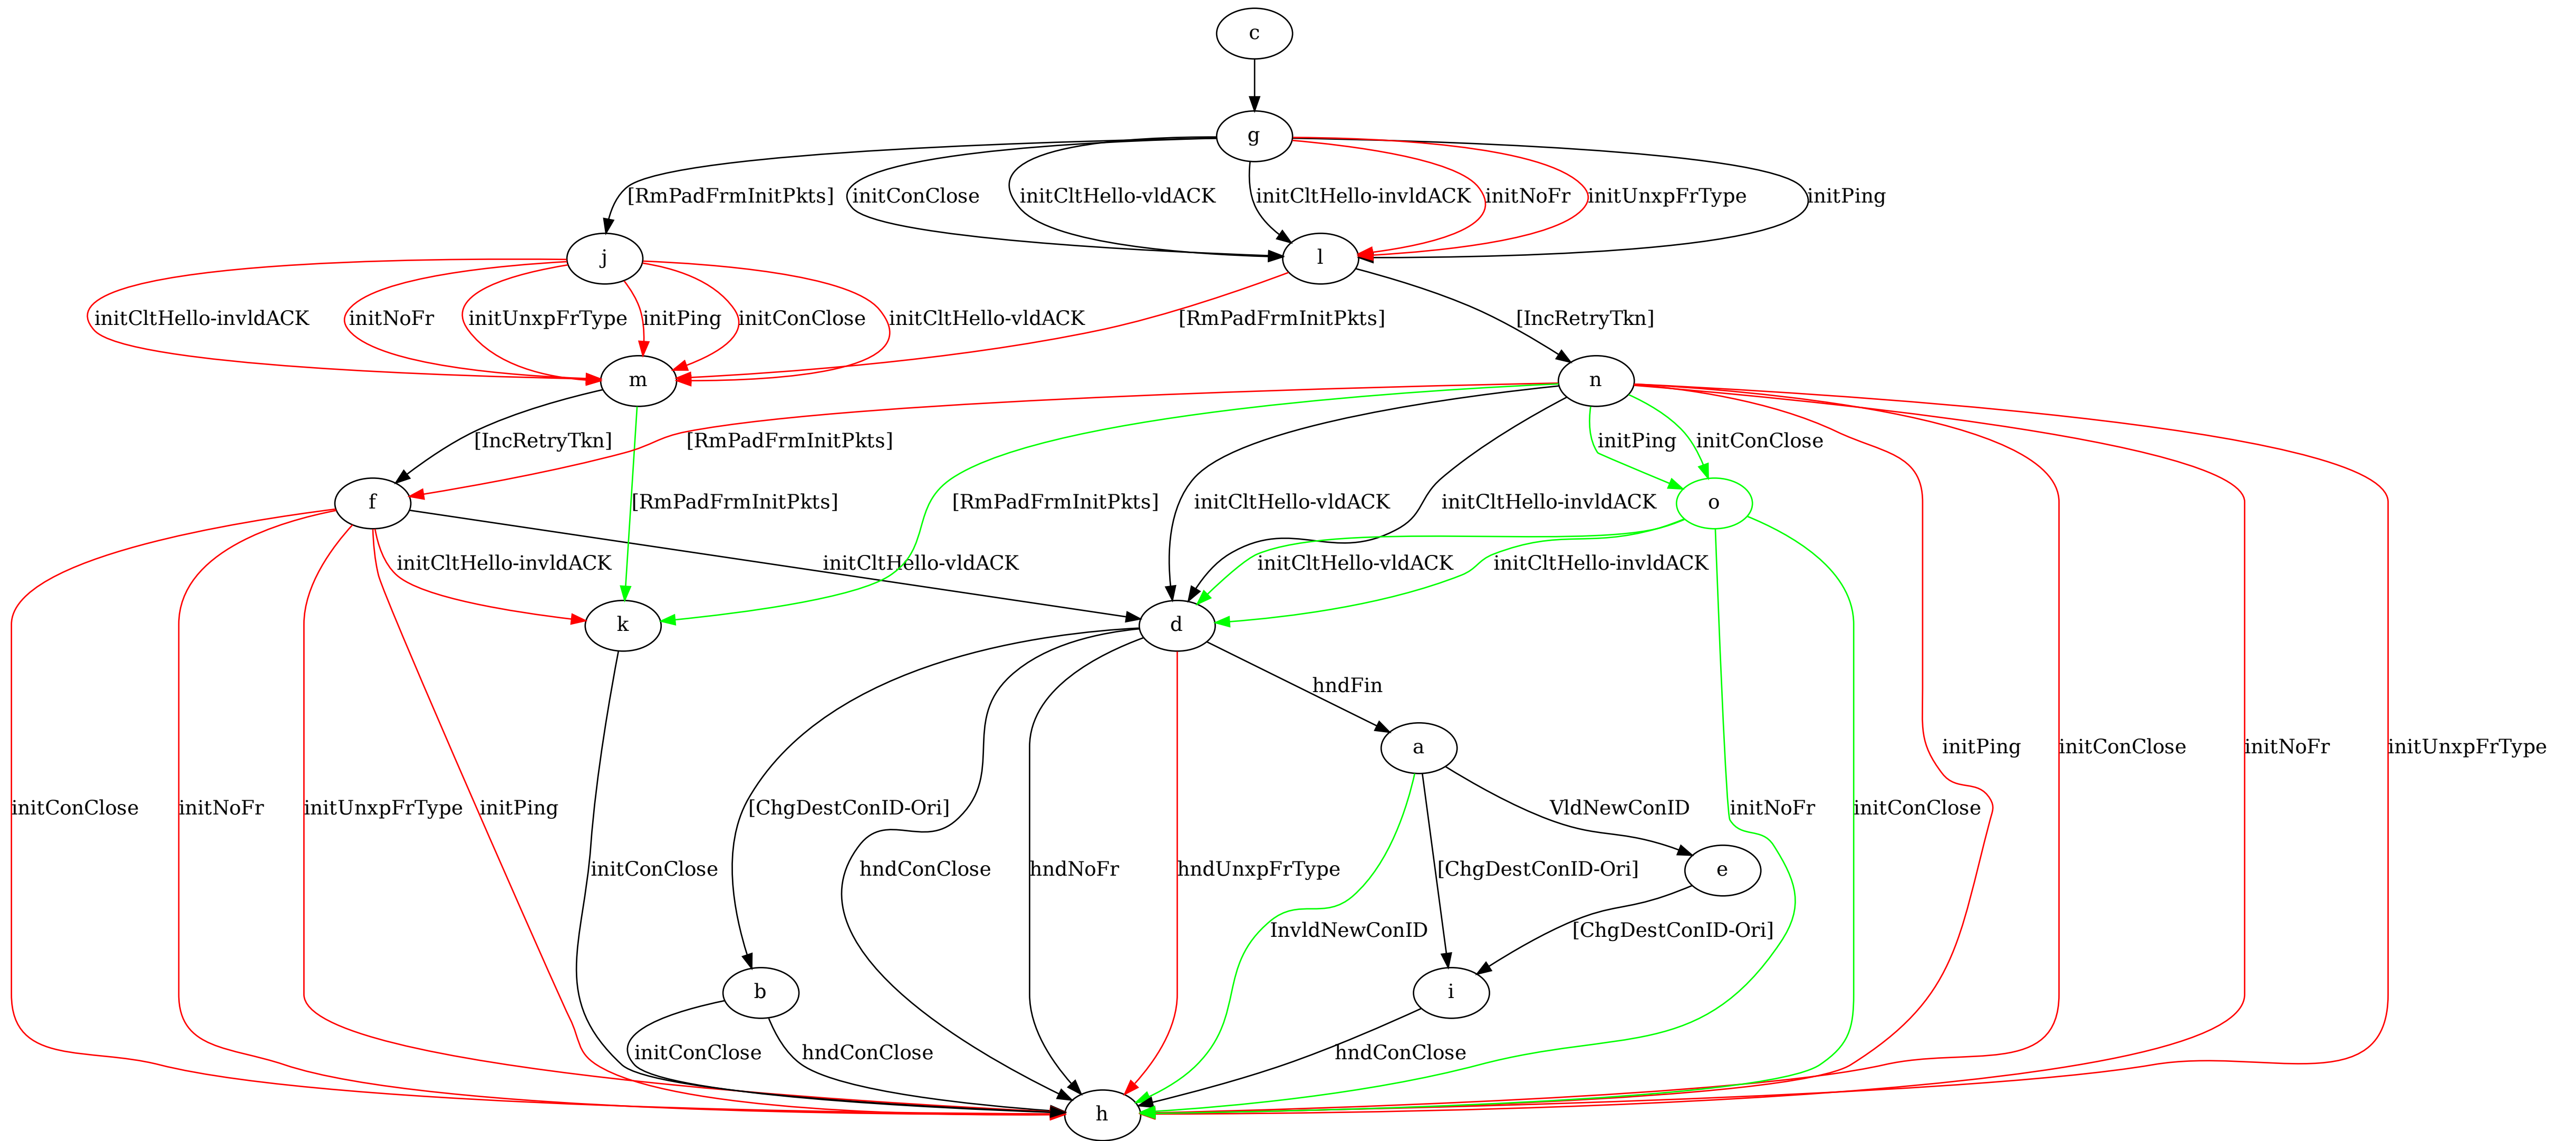 c
g
[RmPadFrmInitPkts]
initConClose
initCltHello-vldACK
initCltHello-invldACK
initNoFr
initUnxpFrType
initPing
j
l
initCltHello-invldACK
initNoFr
initUnxpFrType
initPing
initConClose
initCltHello-vldACK
[RmPadFrmInitPkts]
[IncRetryTkn]
m
n
[IncRetryTkn]
[RmPadFrmInitPkts]
initPing
initConClose
f
[RmPadFrmInitPkts]
[RmPadFrmInitPkts]
initCltHello-vldACK
initCltHello-invldACK
o
initCltHello-invldACK
initCltHello-vldACK
initCltHello-vldACK
initCltHello-invldACK
k
d
hndFin
a
initPing
initConClose
initNoFr
initUnxpFrType
initConClose
initNoFr
initUnxpFrType
initPing
[ChgDestConID-Ori]
VldNewConID
initNoFr
initConClose
initConClose
hndConClose
hndNoFr
hndUnxpFrType
[ChgDestConID-Ori]
e
InvldNewConID
[ChgDestConID-Ori]
b
i
initConClose
hndConClose
hndConClose
h